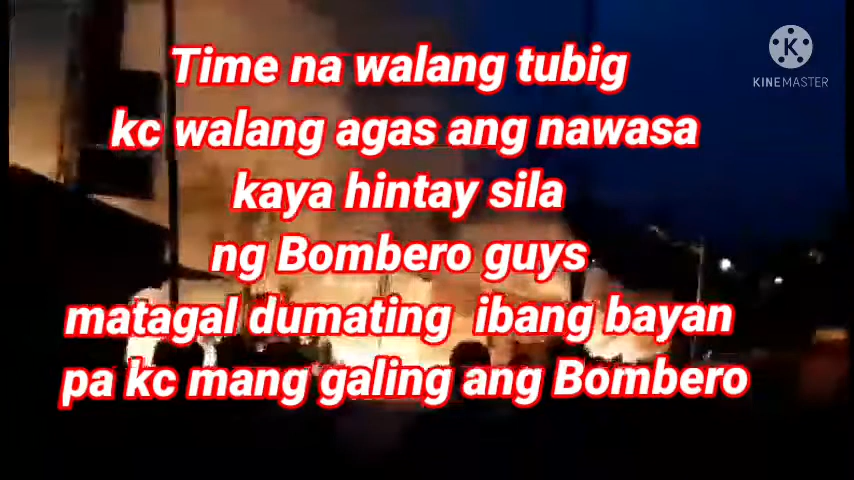 KINEMASTER
Time na walang tubig
kc walang agas ang nawasa
kaya hintay sila
ng Bombero guys
matagal dumating ibang bayan
pa kc mang galing ang Bombero